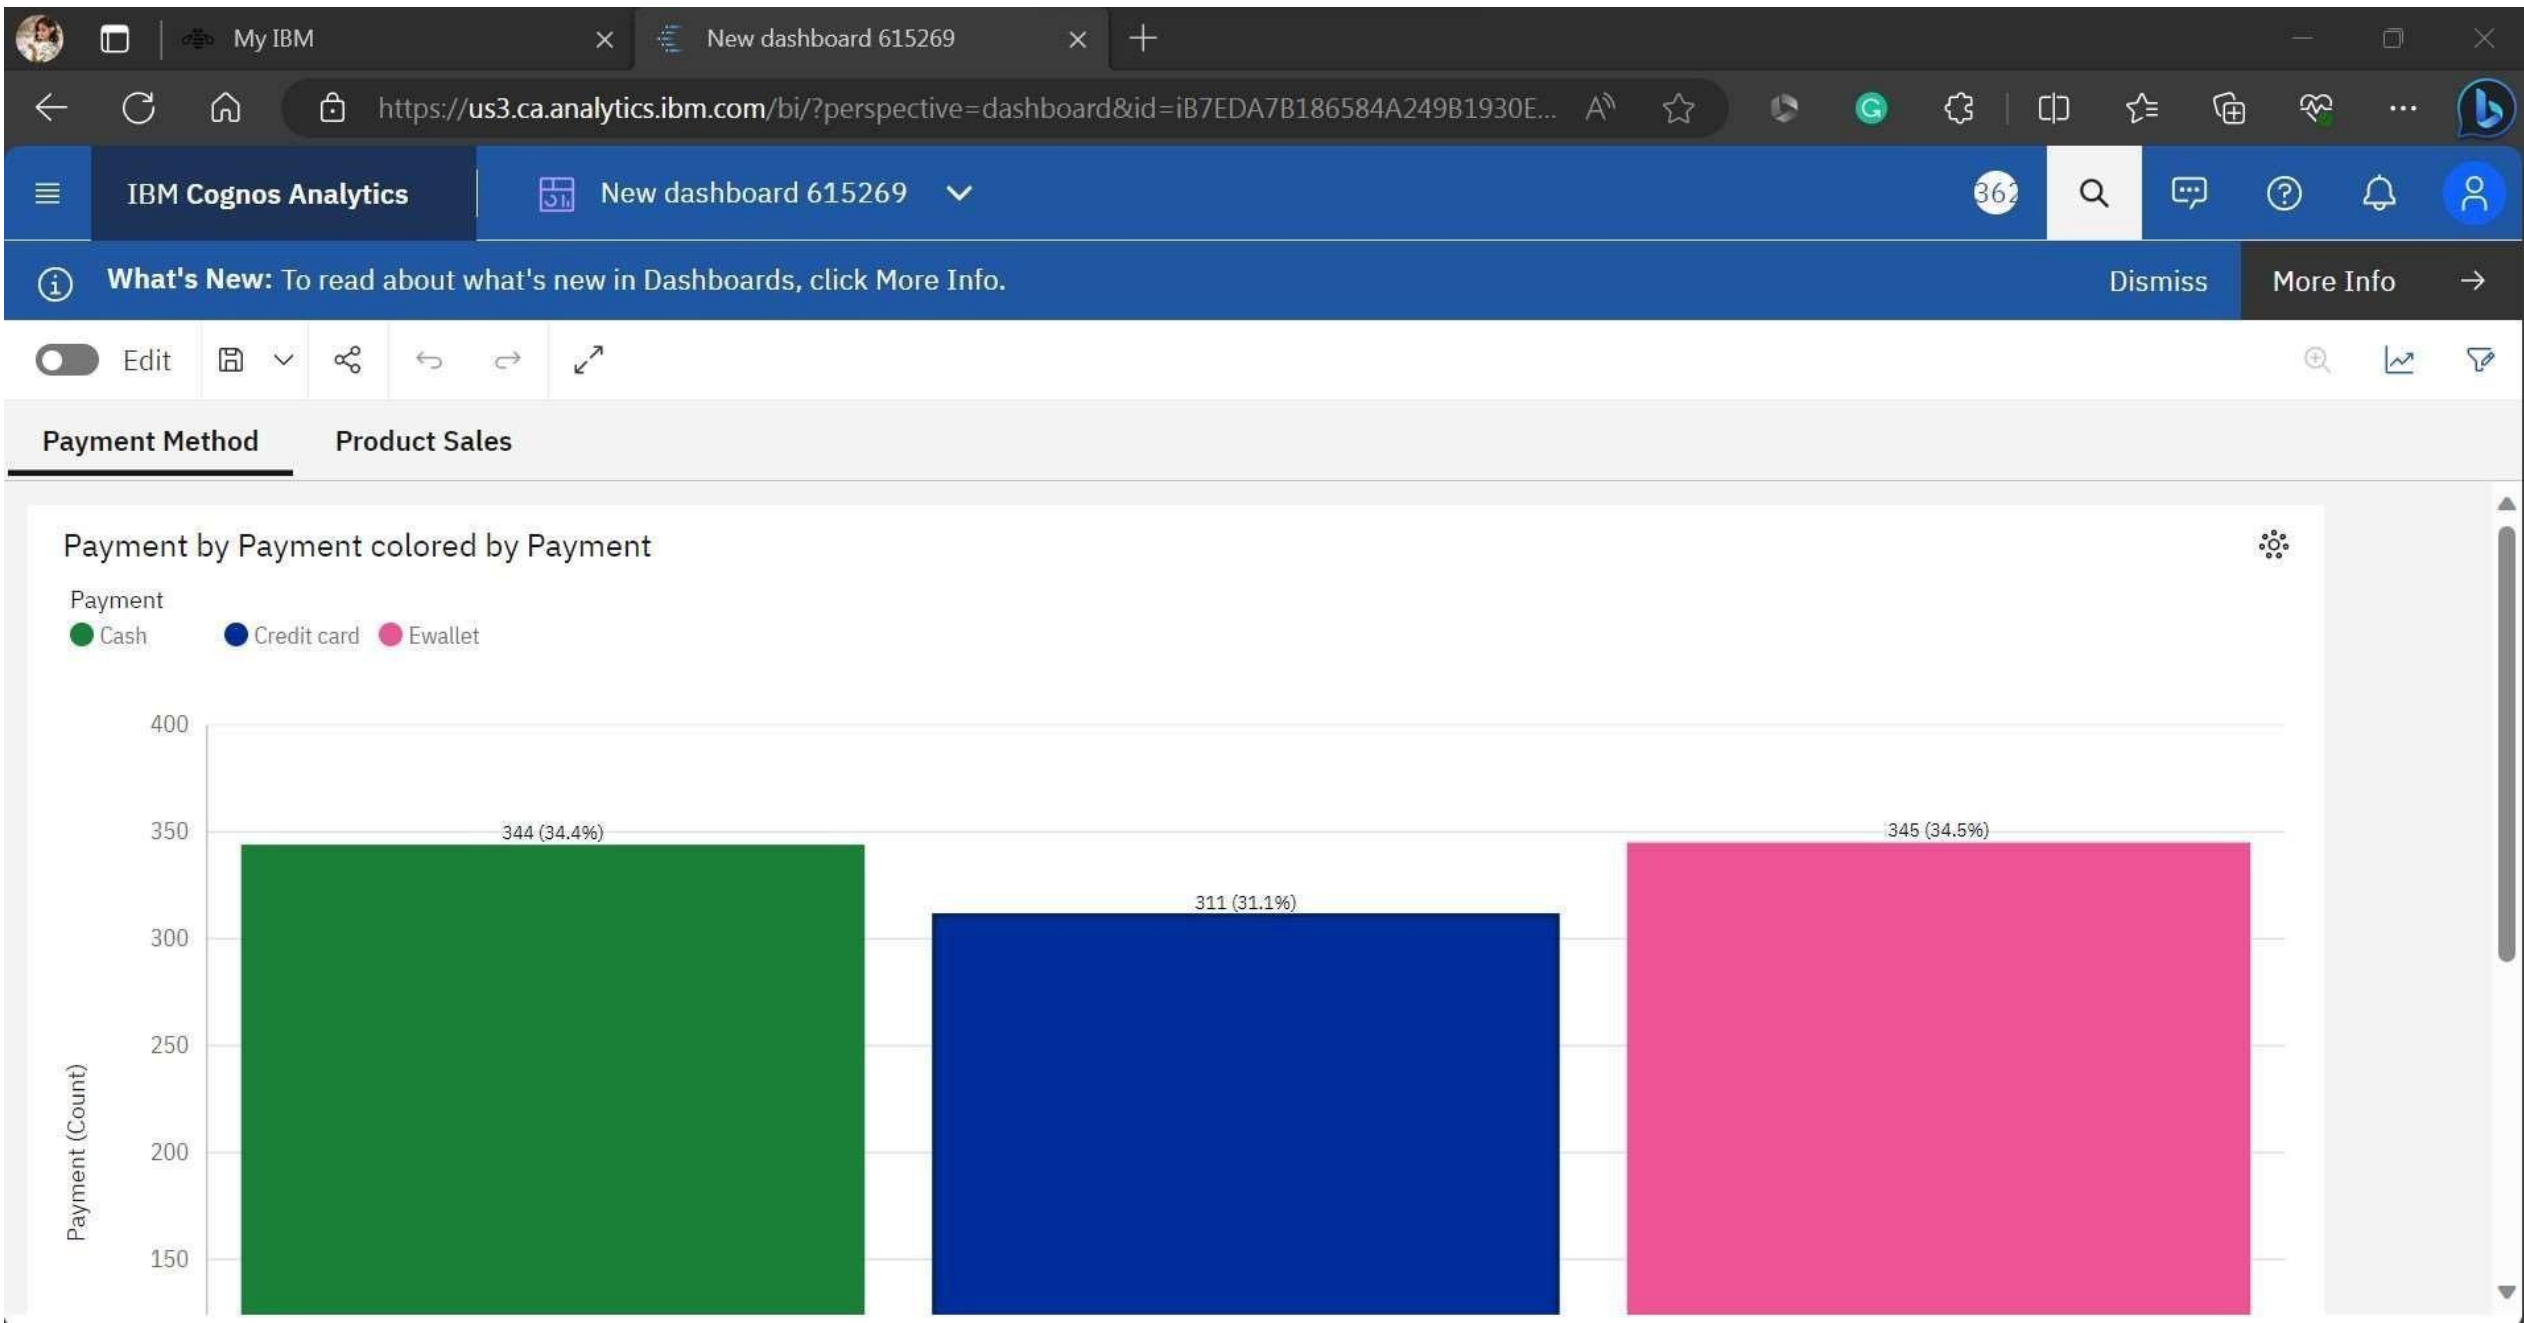 My IBM
New dashboard 615269
https://us3.ca.analytics.ibm.com/bi/?perspective=dashboard&id=iB7EDA7B186584A249B1930E...
IBM Cognos Analytics
New dashboard 615269
362
What's New: To read about what's new in Dashboards, click More Info.
Dismiss
More Info
Edit
Payment Method
Product Sales
Payment by Payment colored by Payment
Payment
Cash
Credit card
Ewallet
400
350
300
250
200
150
Payment (Count)
344 (34.4%)
311 (31.1%)
345 (34.5%)